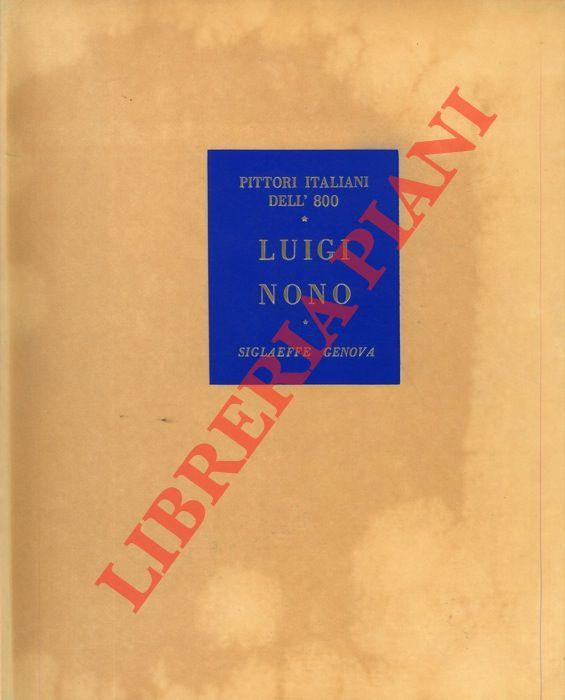 PITTORI ITALIANI
DELL' 800
*
LUIGI
NONO
*
SIGLAEFFE GENOVA
LIBRERIA PIANI